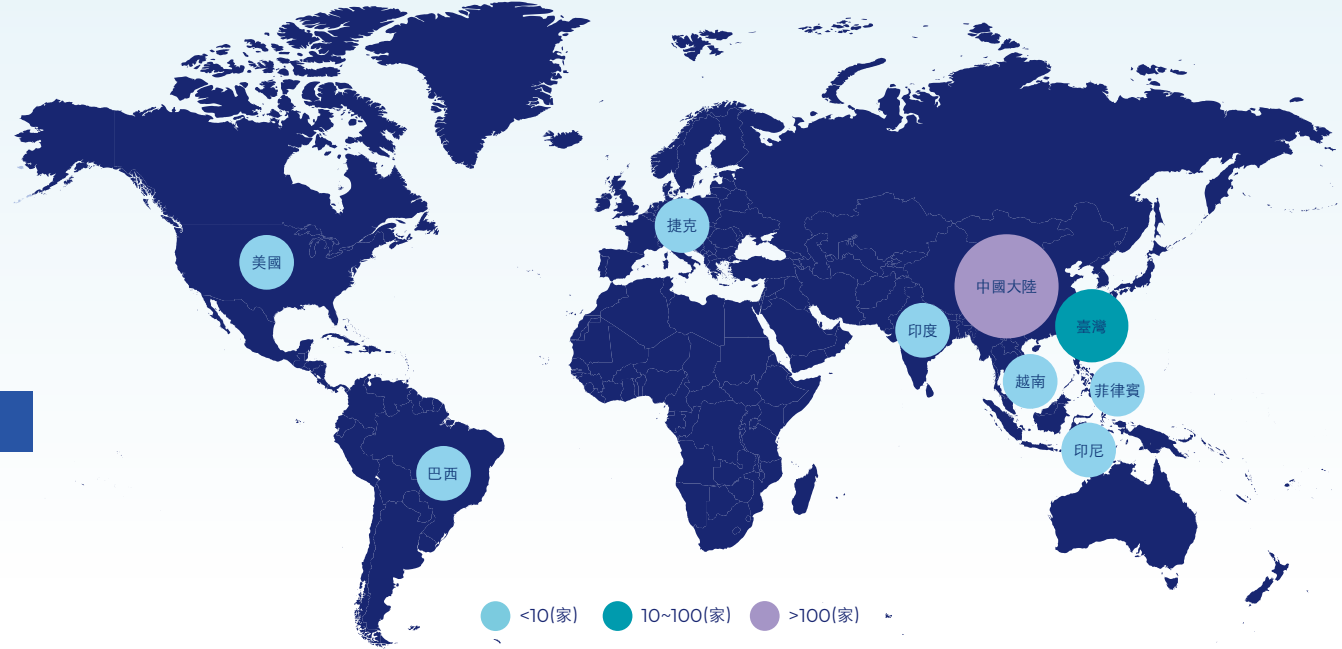 捷克
美國
中國大陸
臺灣
印度
越南
菲律賓
印尼
巴西
<10(家)
10~100(家)
>100(家)